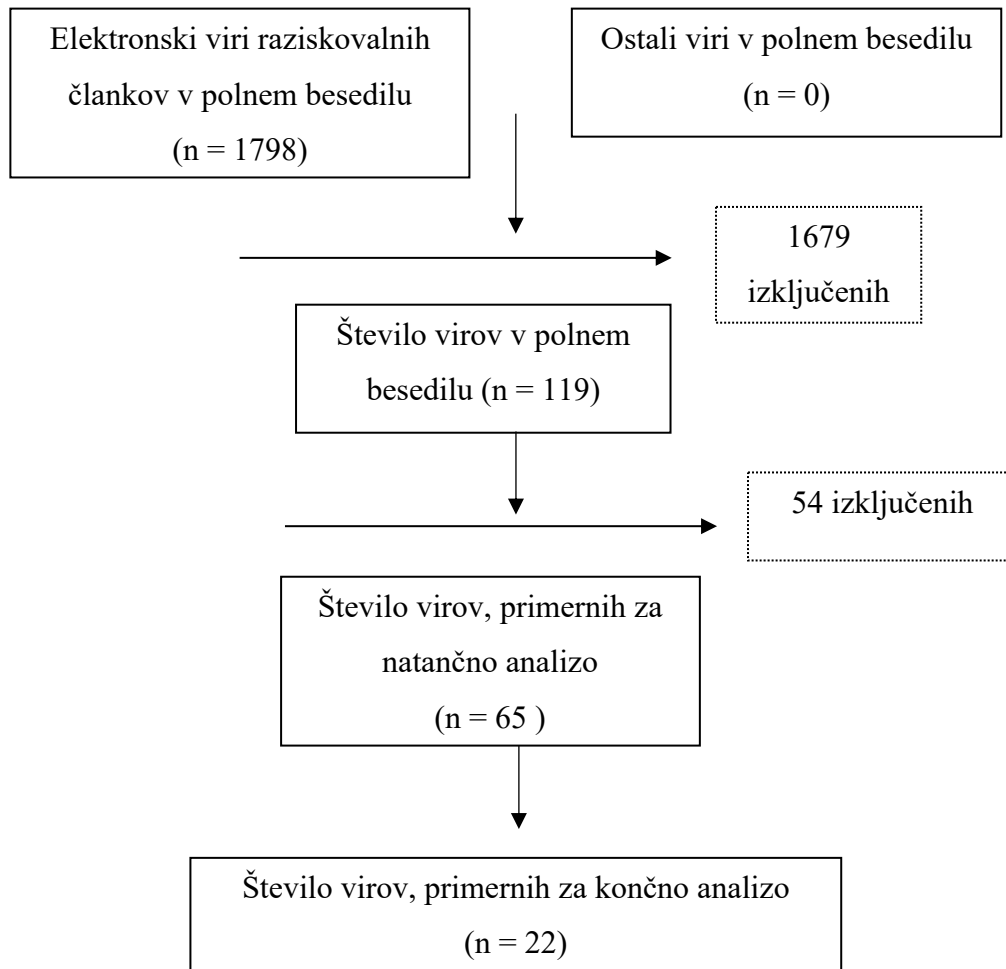 Elektronski viri raziskovalnih
člankov v polnem besedilu
(n = 1798)
Ostali viri v polnem besedilu
(n = 0)
1679
izključenih
Število virov v polnem
besedilu (n = 119)
54 izključenih
Število virov, primernih za
natančno analizo
(n = 65 )
Število virov, primernih za končno analizo
(n = 22)